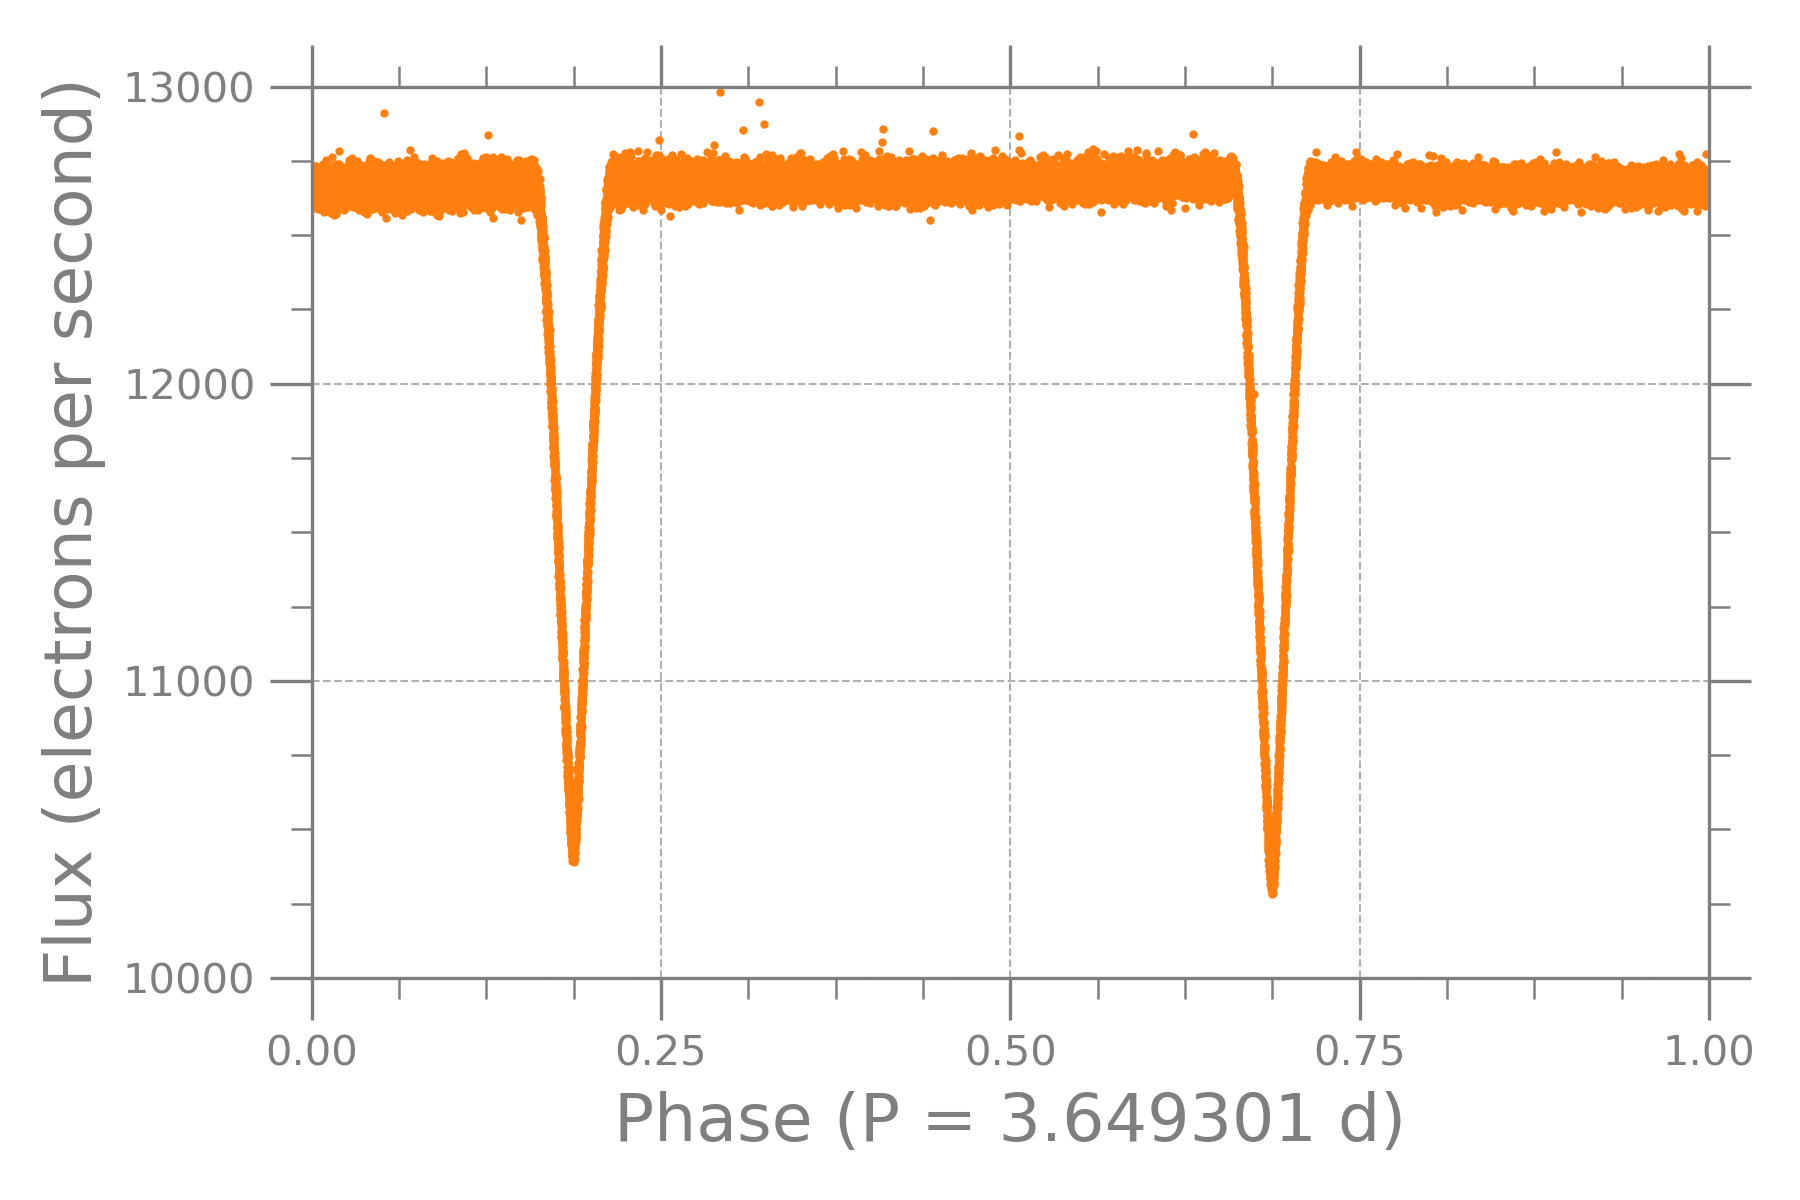 Flux (electrons per second)
13000
12000
11000
10000
0.00 0.25 0.50 0.75 1.00
Phase (P = 3.649301 d)